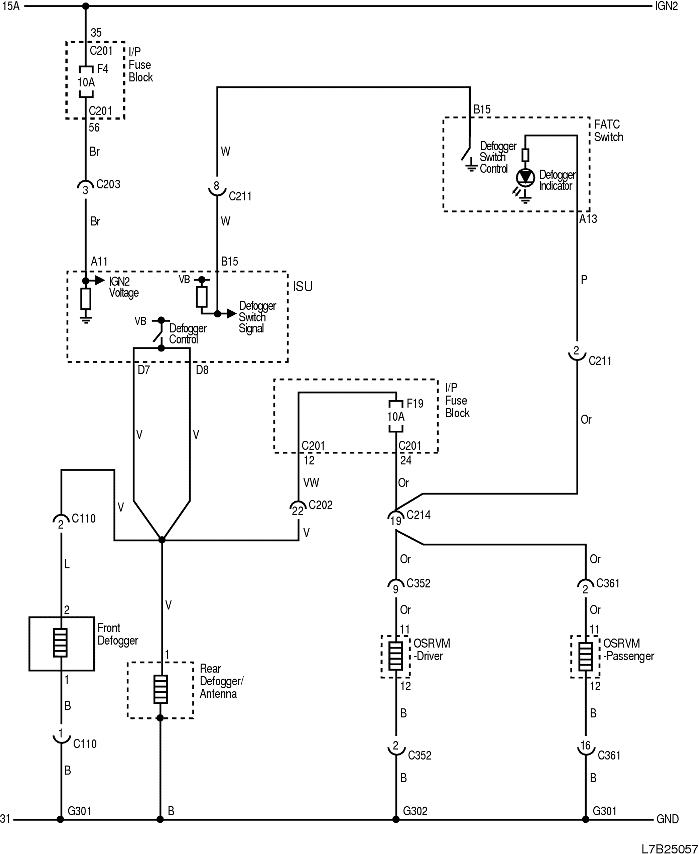 15A IGN2
35
C201
I/P
Fuse
Block
F4
10A
C201
56
Br
3 C203
Br
A11
IGN2
Voltage
W
8 C211
W
B15
VB
Defogger
Switch
Signal
ISU
VB
Defogger
Control
D7 D8
V V
B15
FATC
Switch
Defogger
Switch
Control
Defogger
Indicator
A13
P
2 C211
Or
I/P
Fuse
Block
F19
10A
C201 C201
12 24
VW Or
22 C202
V
19 C214
V
2 C110
L
2
Front
Defogger
1
B
1 C110
B
V
1
Rear
Defogger/
Antenna
Or Or
9 C352 2 C361
Or Or
11 11
OSRVM
-Driver
OSRVM
-Passenger
12 12
B B
2 C352 16 C361
B B
31 G301 B G302 G301 GND
L7B25057